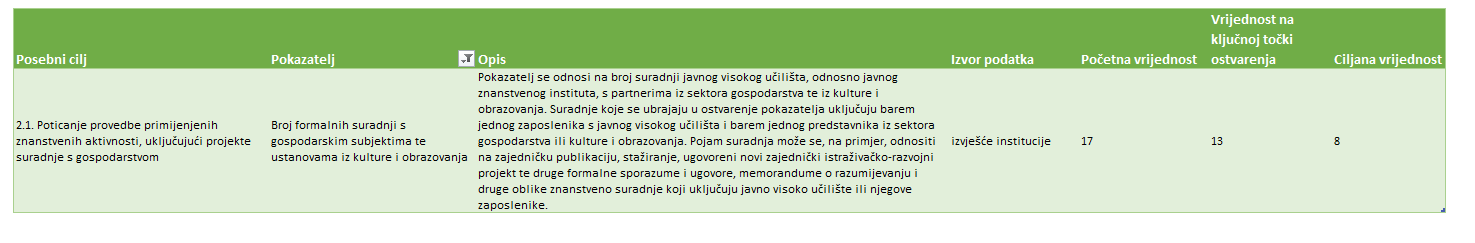 Posebni cilj
Pokazatelj
Opis
Izvor podatka
Početna vrijednost
Vrijednost na
ključnoj točki
ostvarenja
Ciljana vrijednost
2.1. Poticanje provedbe primijenjenih
znanstvenih aktivnosti, uključujući projekte
suradnje s gospodarstvom
Broj formalnih suradnji s
gospodarskim subjektima te
ustanovama iz kulture i obrazovanja
Pokazatelj se odnosi na broj suradnji javnog visokog učilišta, odnosno javnog
znanstvenog instituta, s partnerima iz sektora gospodarstva te iz kulture i
obrazovanja. Suradnje koje se ubrajaju u ostvarenje pokazatelja uključuju barem
jednog zaposlenika s javnog visokog učilišta i barem jednog predstavnika iz sektora
gospodarstva ili kulture i obrazovanja. Pojam suradnja može se, na primjer, odnositi
na zajedničku publikaciju, stažiranje, ugovoreni novi zajednički istraživačko-razvojni
projekt te druge formalne sporazume i ugovore, memorandume o razumijevanju i
druge oblike znanstveno suradnje koji uključuju javno visoko učilište ili njegove
zaposlenike.
izvješće institucije
17
13
8